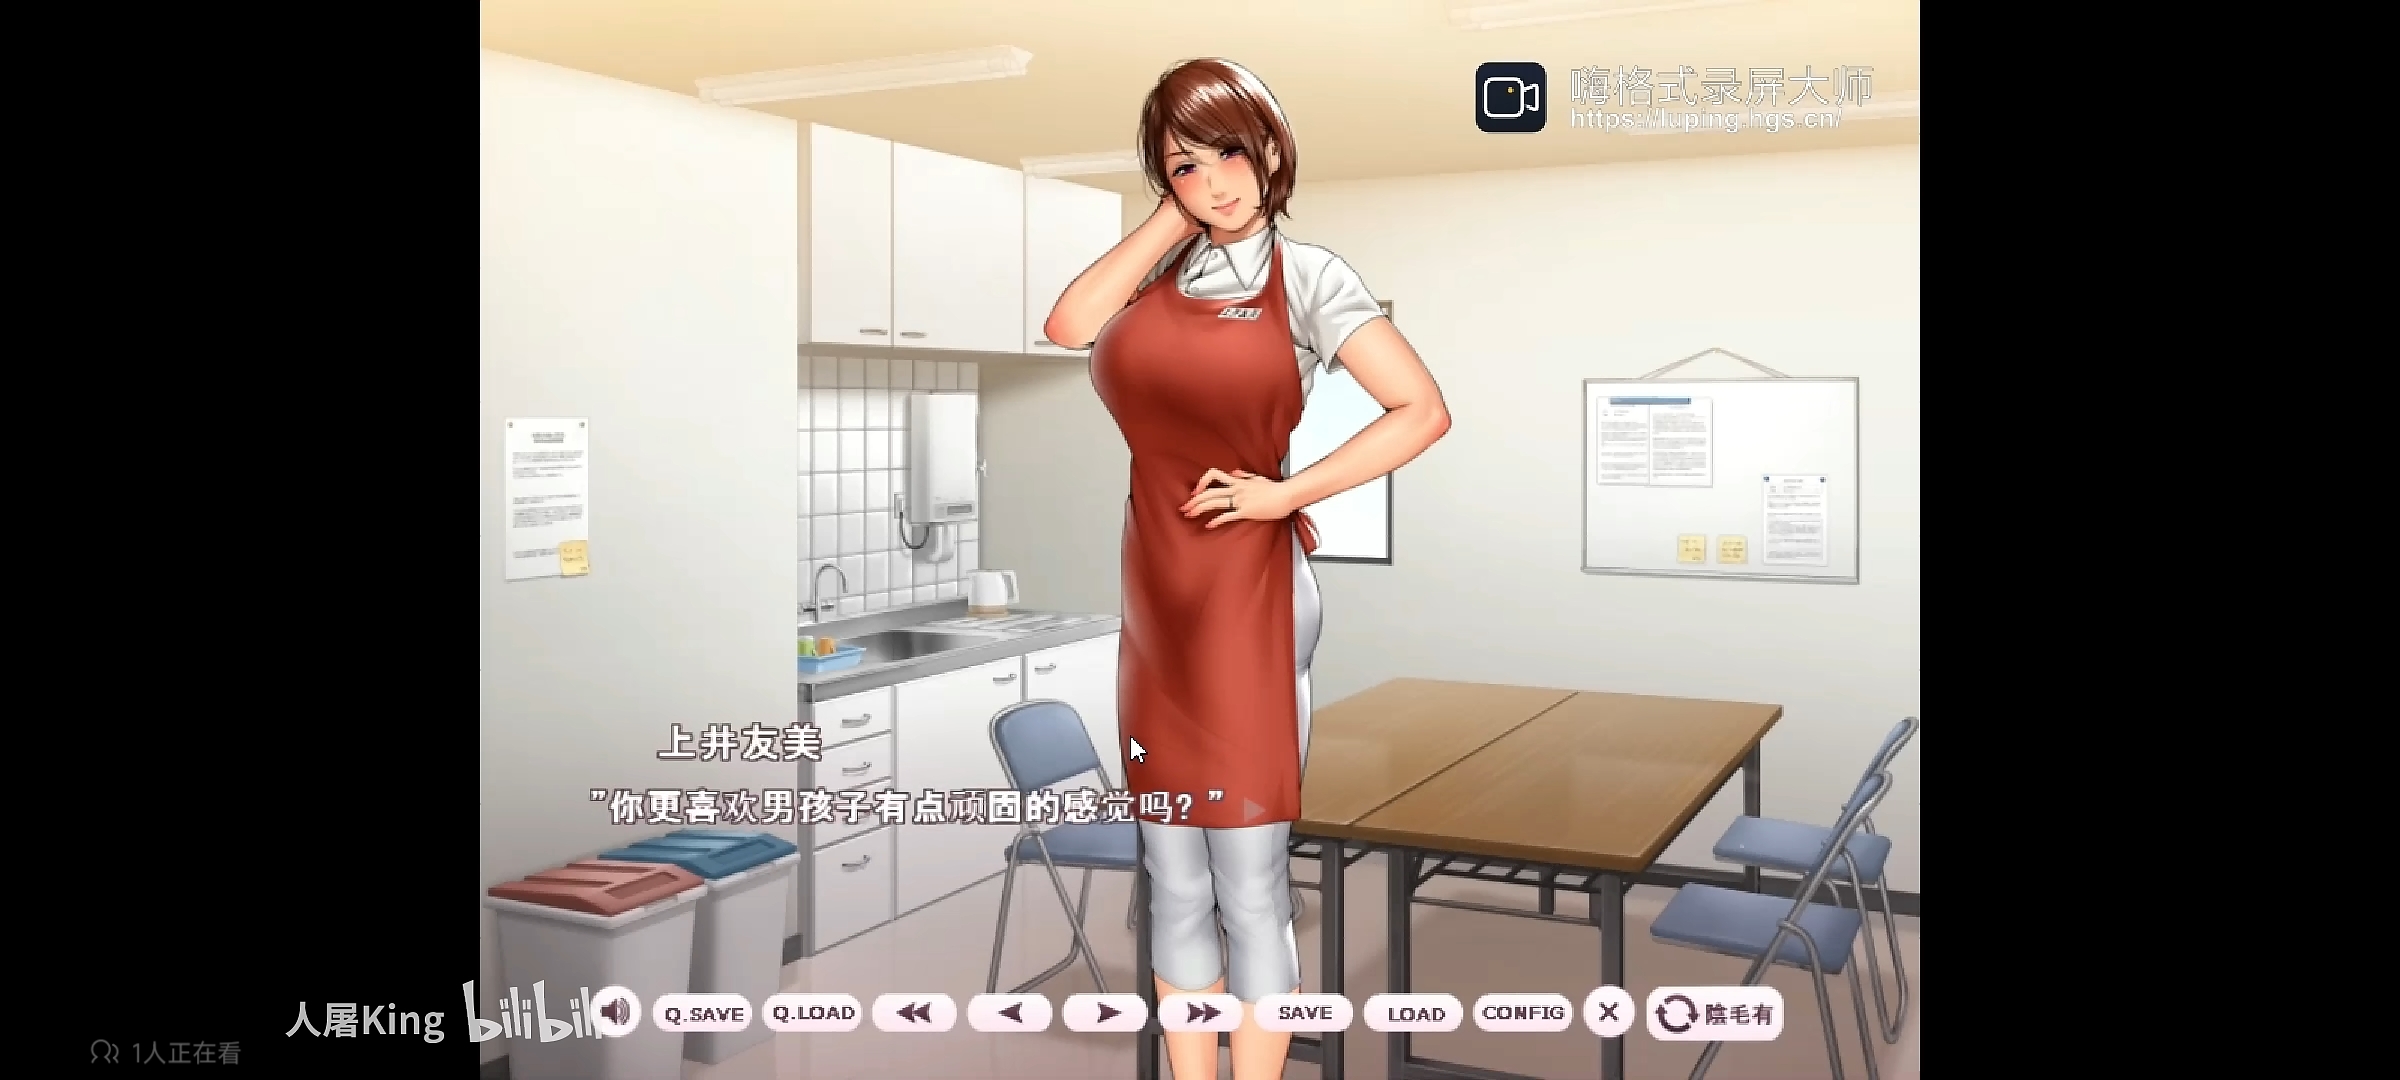 嗨格式录屏大师
https://luping.hgs.cn/
上井友美
”你更喜欢男孩子有点顽固的感觉吗？”
人屠King bilibili
Q.SAVE Q.LOAD SAVE LOAD CONFIG 陰毛有
1人正在看